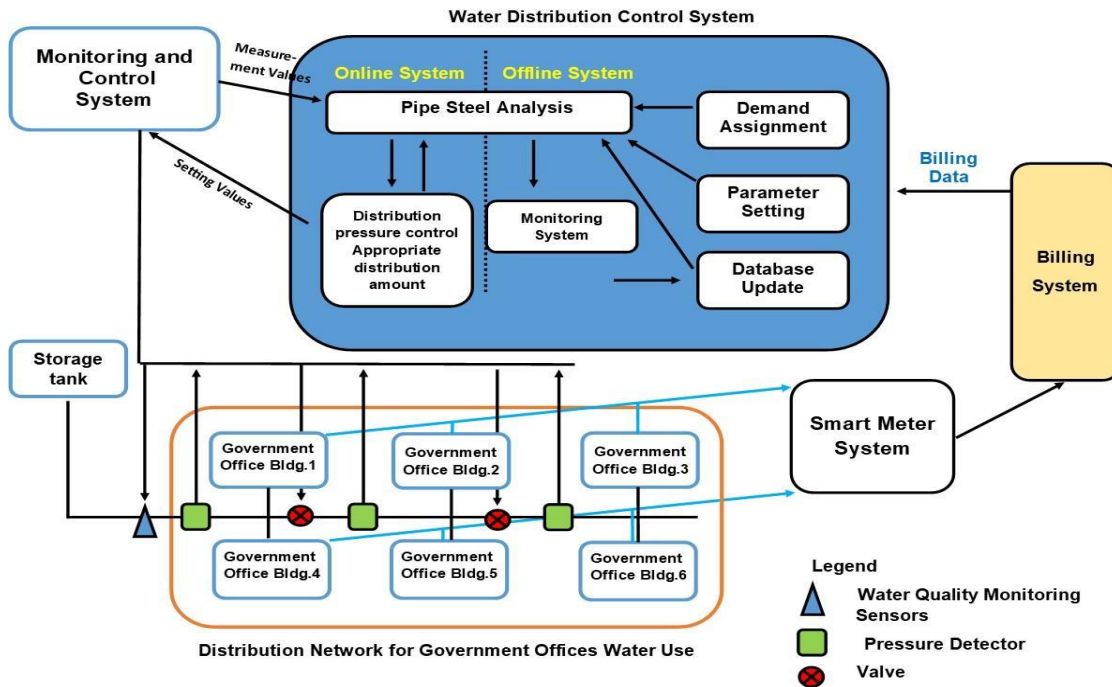 Water Distribution Control System
Monitoring and
Control
System
Measure-
ment Values
Setting Values
Online System
Offline System
Pipe Steel Analysis
Distribution
pressure control
Appropriate
distribution
amount
Monitoring
System
Demand
Assignment
Parameter
Setting
Database
Update
Billing
Data
Billing
System
Storage
tank
Government
Office Bldg.1
Government
Office Bldg.2
Government
Office Bldg.3
Smart Meter
System
Government
Office Bldg.4
Government
Office Bldg.5
Government
Office Bldg.6
Distribution Network for Government Offices Water Use
Legend
Water Quality Monitoring
Sensors
Pressure Detector
Valve